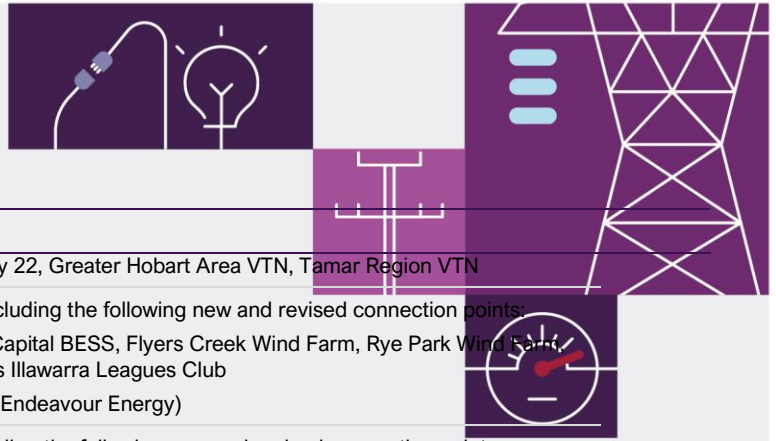 22, Greater Hobart Area VTN, Tamar Region VTN
cluding the following new and revised connection points:
Capital BESS, Flyers Creek Wind Farm, Rye Park Wind Farm,
s Illawarra Leagues Club
Endeavour Energy)